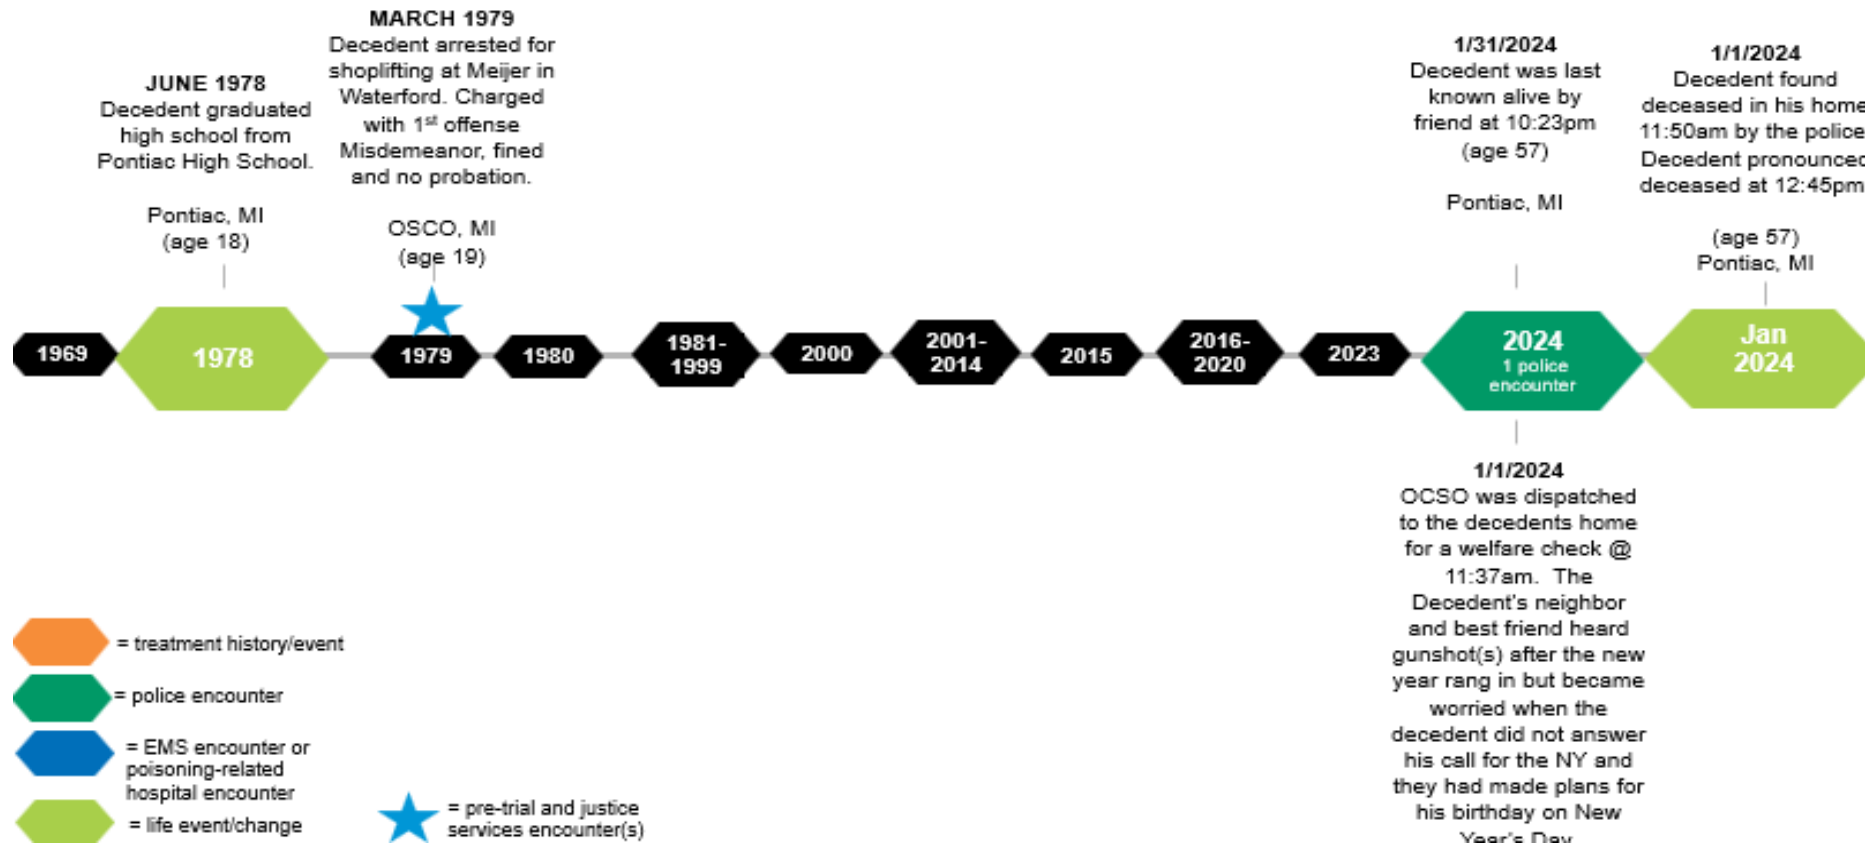 JUNE 1978
Decedent graduated
high school from
Pontiac High School.
Pontiac, MI
(age 18)
MARCH 1979
Decedent arrested for
shoplifting at Meijer in
Waterford. Charged
with 1st offense
Misdemeanor, fined
and no probation.
OSCO, MI
(age 19)
1/31/2024
Decedent was last
known alive by
friend at 10:23pm
(age 57)
Pontiac, MI
1/1/2024
Decedent found
deceased in his home
11:50am by the police
Decedent pronounced
deceased at 12:45pm
(age 57)
Pontiac, MI
1969
1978
1979
1980
1981-
1999
2000
2001-
2014
2015
2016-
2020
2023
2024
1 police
encounter
Jan
2024
1/1/2024
OCSO was dispatched
to the decedents home
for a welfare check @
11:37am. The
Decedent's neighbor
and best friend heard
gunshot(s) after the new
year rang in but became
worried when the
decedent did not answer
his call for the NY and
they had made plans for
his birthday on New
Year's Day
= treatment history/event
= police encounter
= EMS encounter or
poisoning-related
hospital encounter
= life event/change
= pre-trial and justice
services encounter(s)